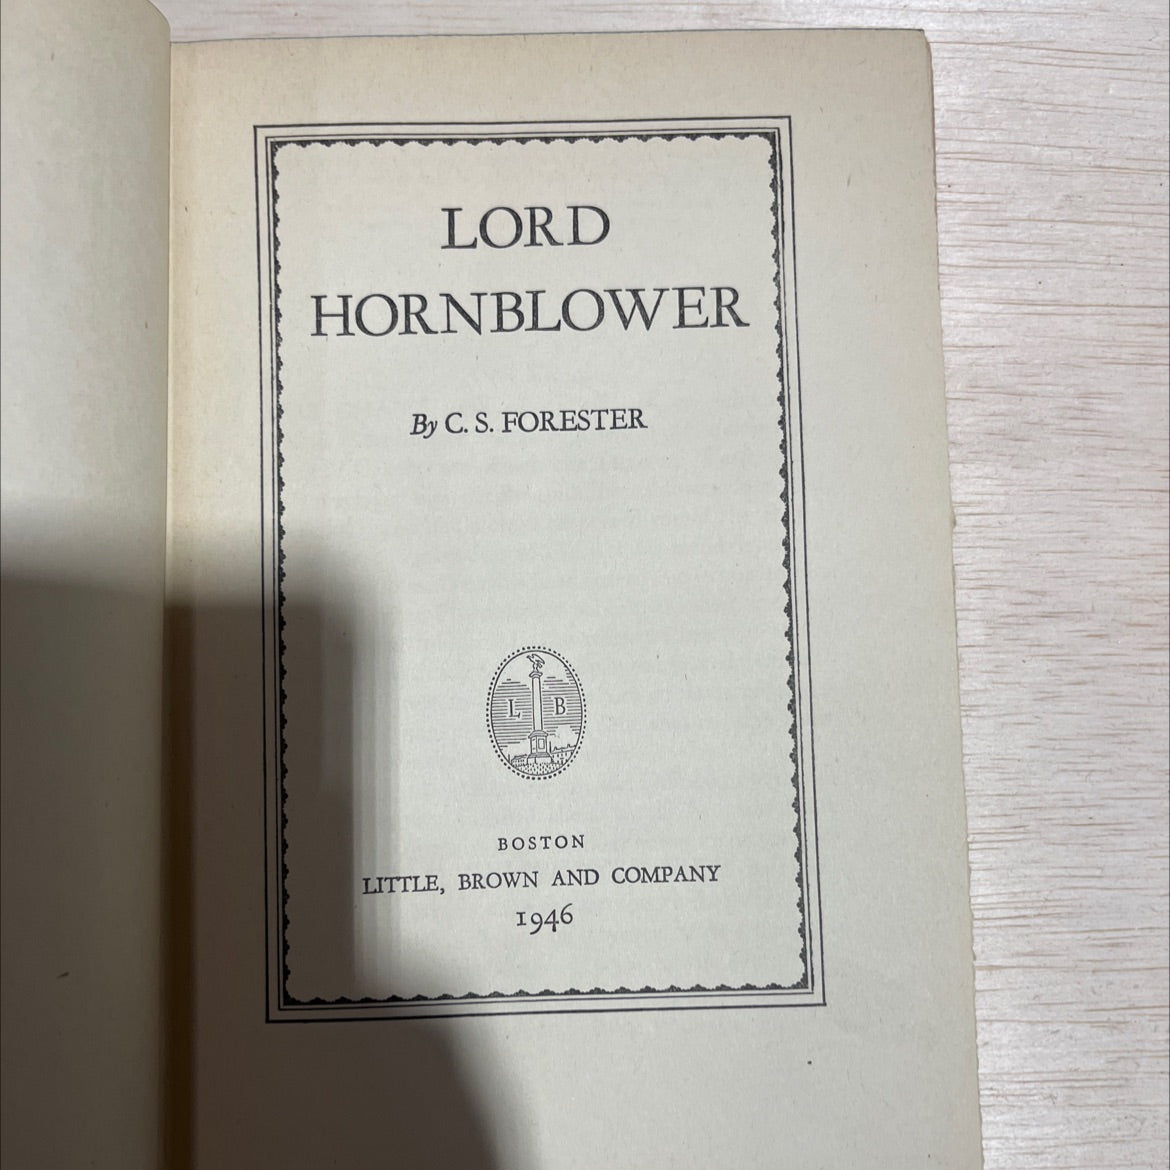 LORD
HORNBLOWER
By C. S. FORESTER
L B
BOSTON
LITTLE, BROWN AND COMPANY
1946